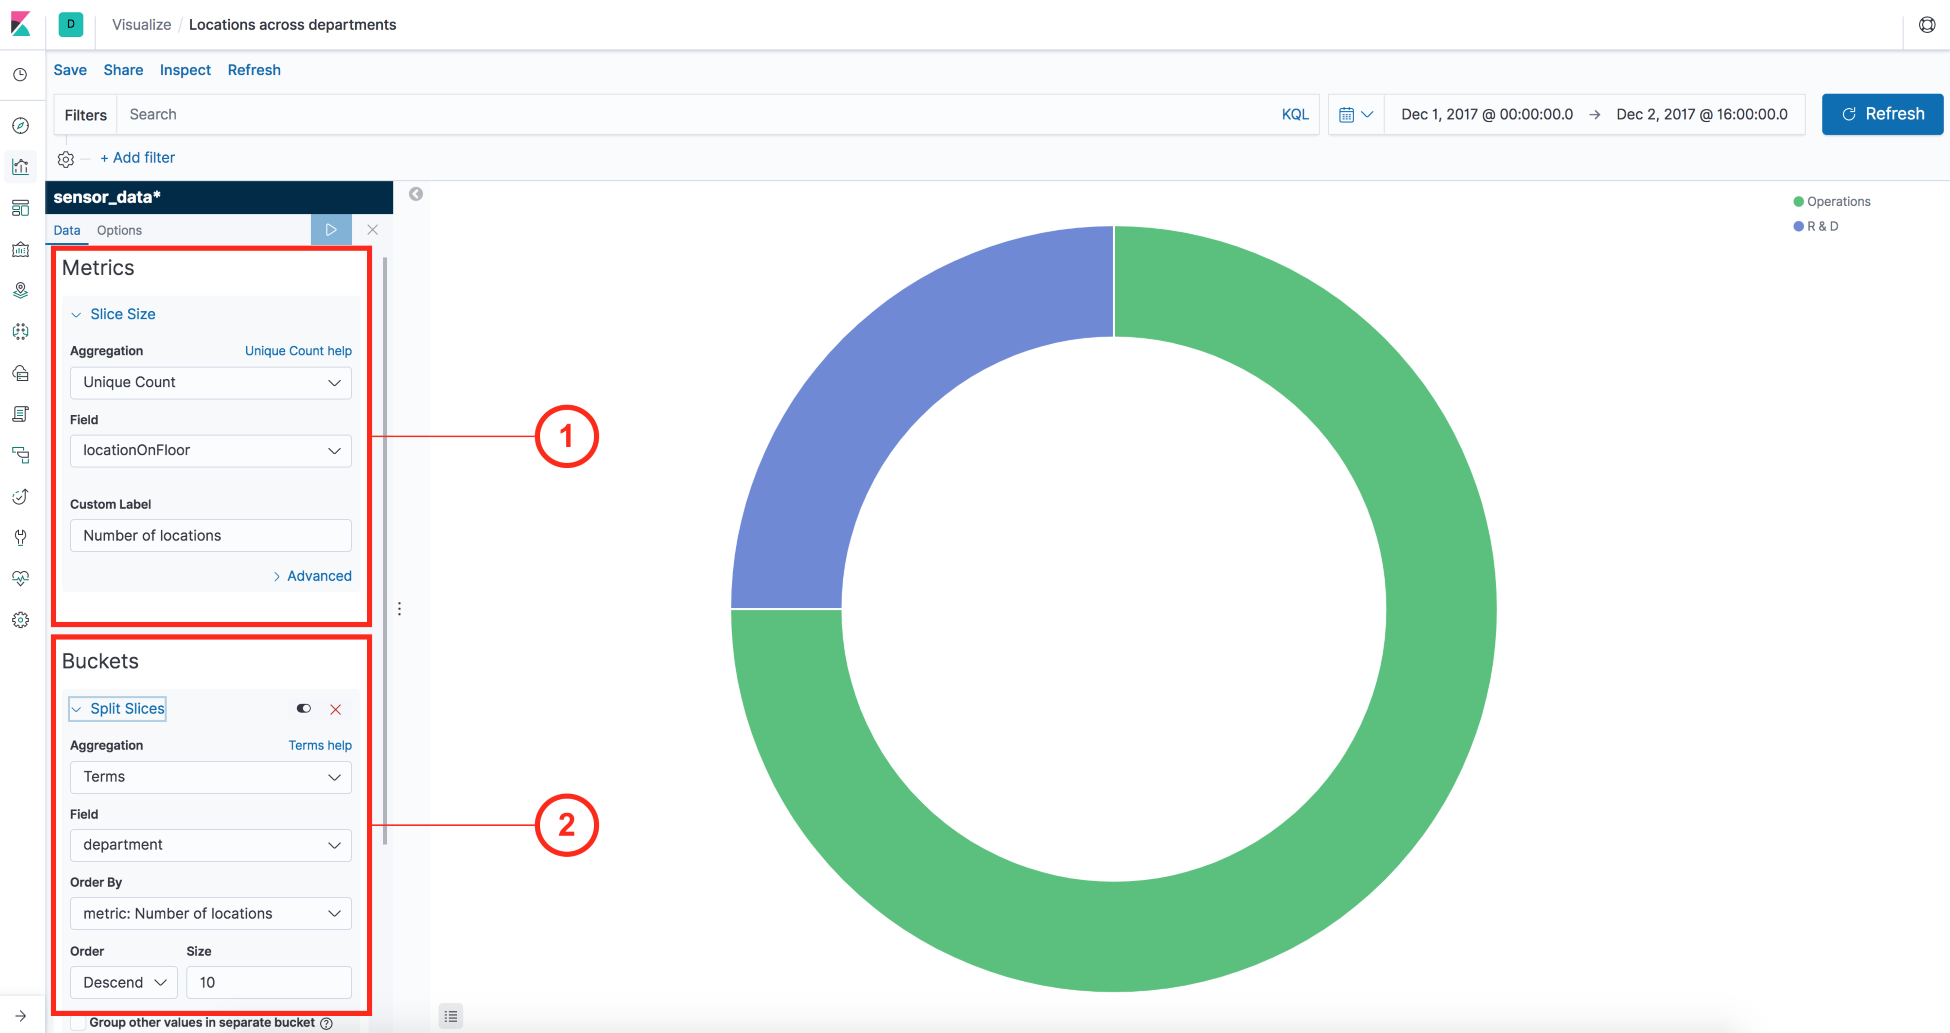 D
Visualize / Locations across departments
Save Share Inspect Refresh
Filters Search KQL Dec 1, 2017 @ 00:00:00.0 → Dec 2, 2017 @ 16:00:00.0 Refresh
+ Add filter
sensor_data*
Data Options
Metrics
Slice Size
Aggregation Unique Count help
Unique Count
Field
locationOnFloor
Custom Label
Number of locations
Advanced
Buckets
Split Slices
Aggregation Terms help
Terms
Field
department
Order By
metric: Number of locations
Order Size
Descend 10
Group other values in separate bucket
1
2
Operations
R & D